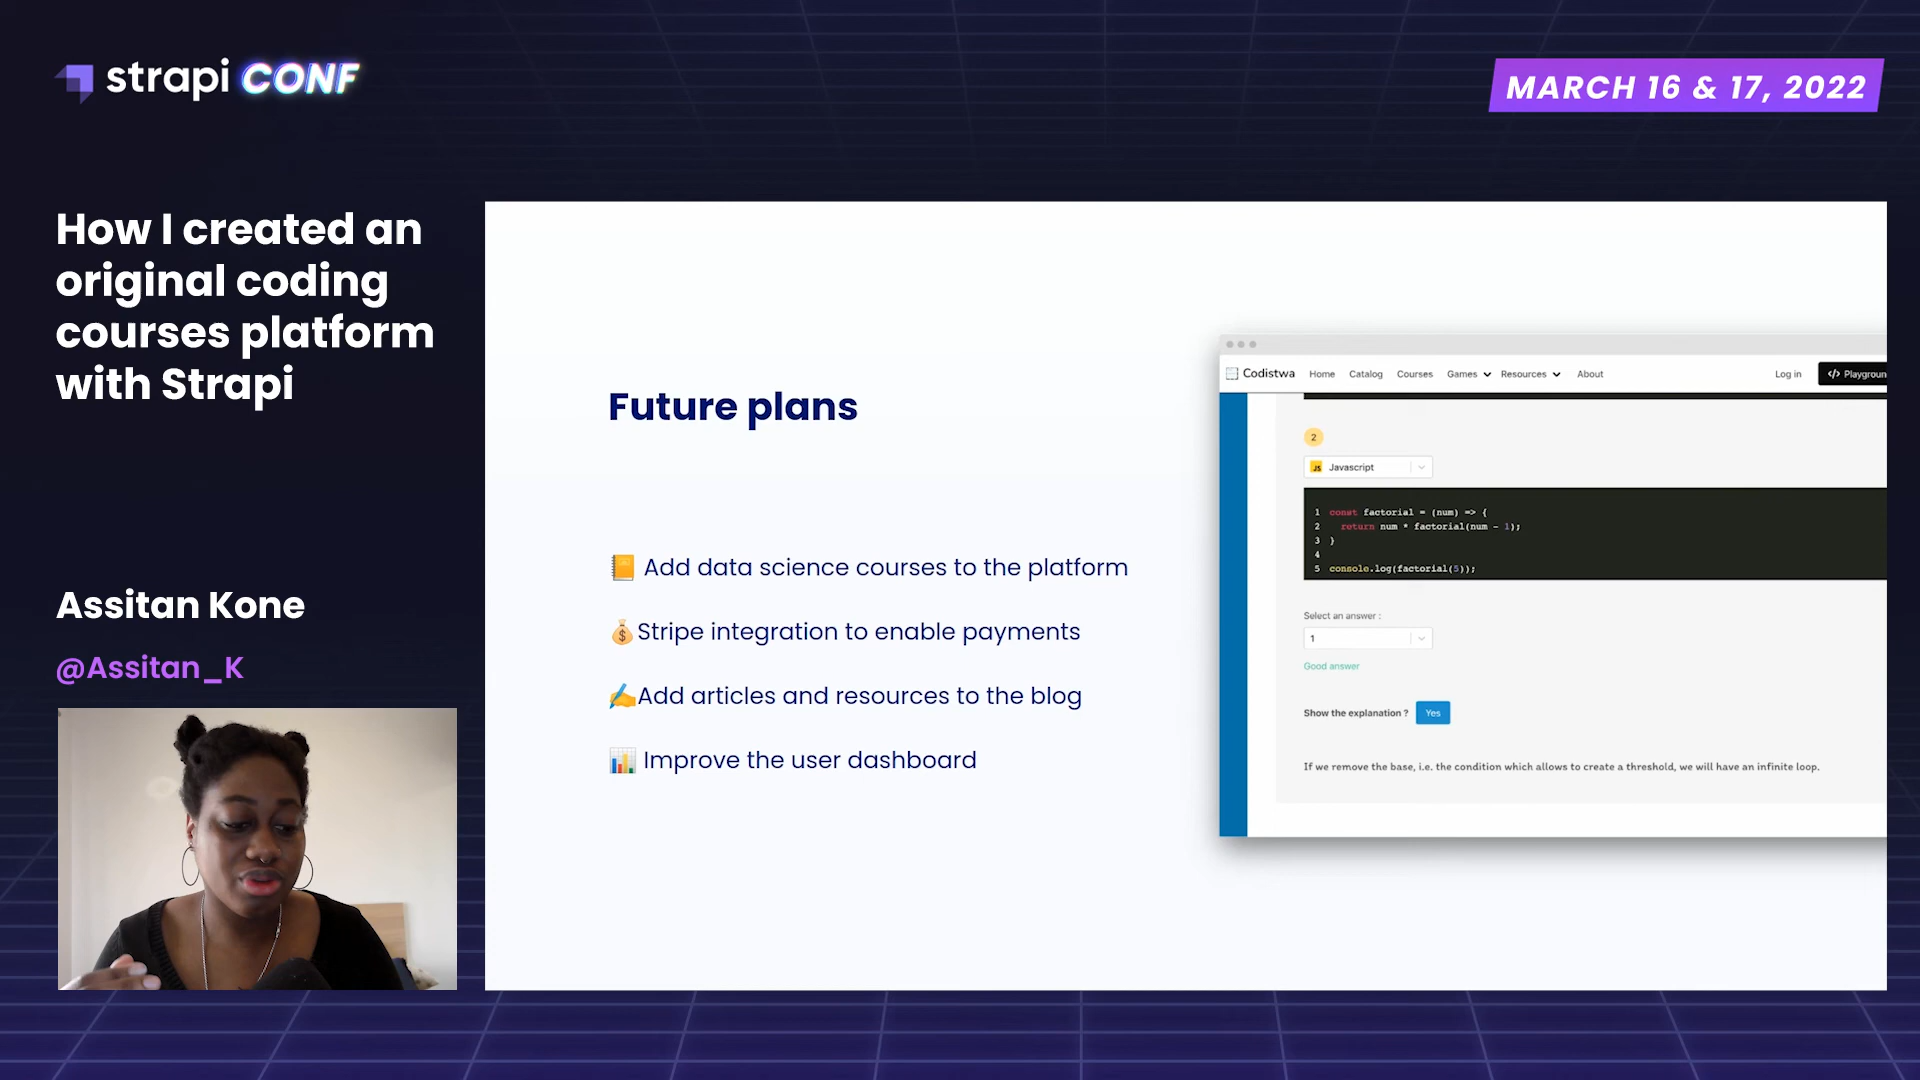 strapi CONF
MARCH 16 & 17, 2022
How I created an
original coding
courses platform
with Strapi
Assitan Kone
@Assitan_K
Future plans
Add data science courses to the platform
Stripe integration to enable payments
Add articles and resources to the blog
Improve the user dashboard
Codistwa Home Catalog Courses Games Resources About Log in </> Playgroun
2
JS Javascript
1 const factorial = (num) => {
2 return num * factorial(num - 1);
3 }
4
5 console.log(factorial(5));
Select an answer :
1
Good answer
Show the explanation ? Yes
If we remove the base, i.e. the condition which allows to create a threshold, we will have an infinite loop.